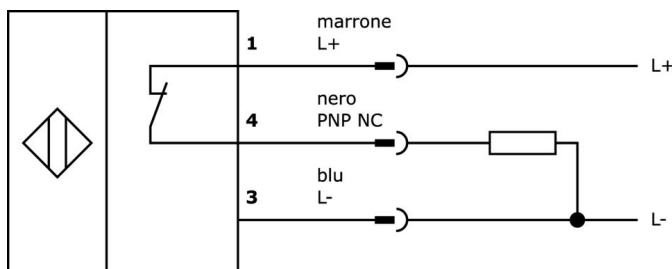 marrone
1 L+
L+
nero
4 PNP NC
blu
3 L-
L-